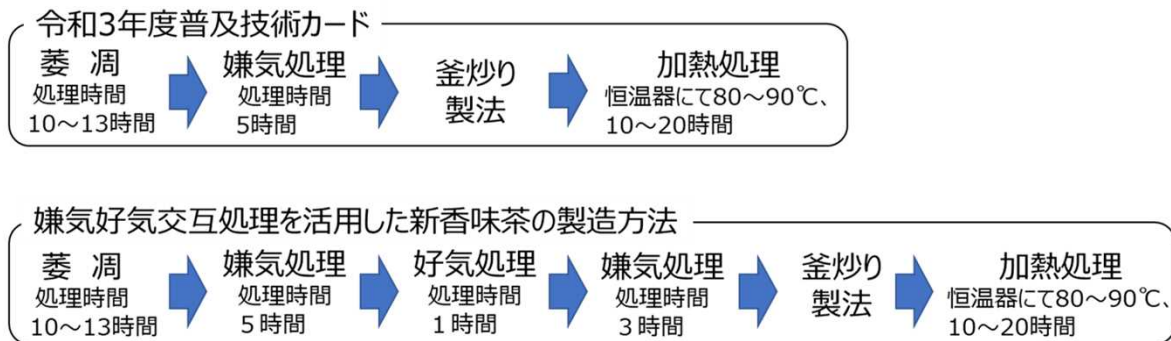 令和3年度普及技術カード
萎 凋
処理時間
10～13時間
嫌気処理
処理時間
5時間
釜炒り
製法
加熱処理
恒温器にて80～90℃、
10～20時間
嫌気好気交互処理を活用した新香味茶の製造方法
萎 凋
処理時間
10～13時間
嫌気処理
処理時間
５時間
好気処理
処理時間
１時間
嫌気処理
処理時間
３時間
釜炒り
製法
加熱処理
恒温器にて80～90℃、
10～20時間